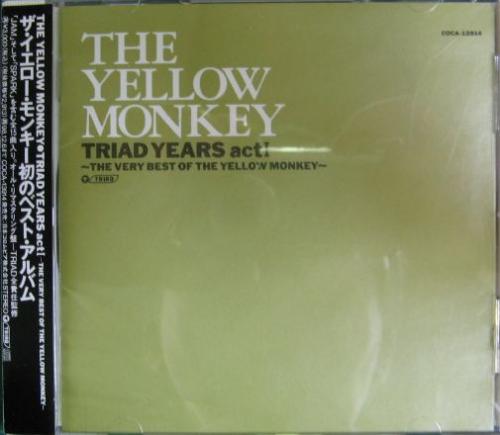 COCA-13914
THE
YELLOW
MONKEY
TRIAD YEARS act I
~THE VERY BEST OF THE YELLOW MONKEY~
TRIAD
THE YELLOW MONKEY●TRIAD YEARS act I ~THE VERY BEST OF THE YELLOW MONKEY~
ザ・イエロー・モンキー 初のベスト・アルバム
STEREO
TRIAD